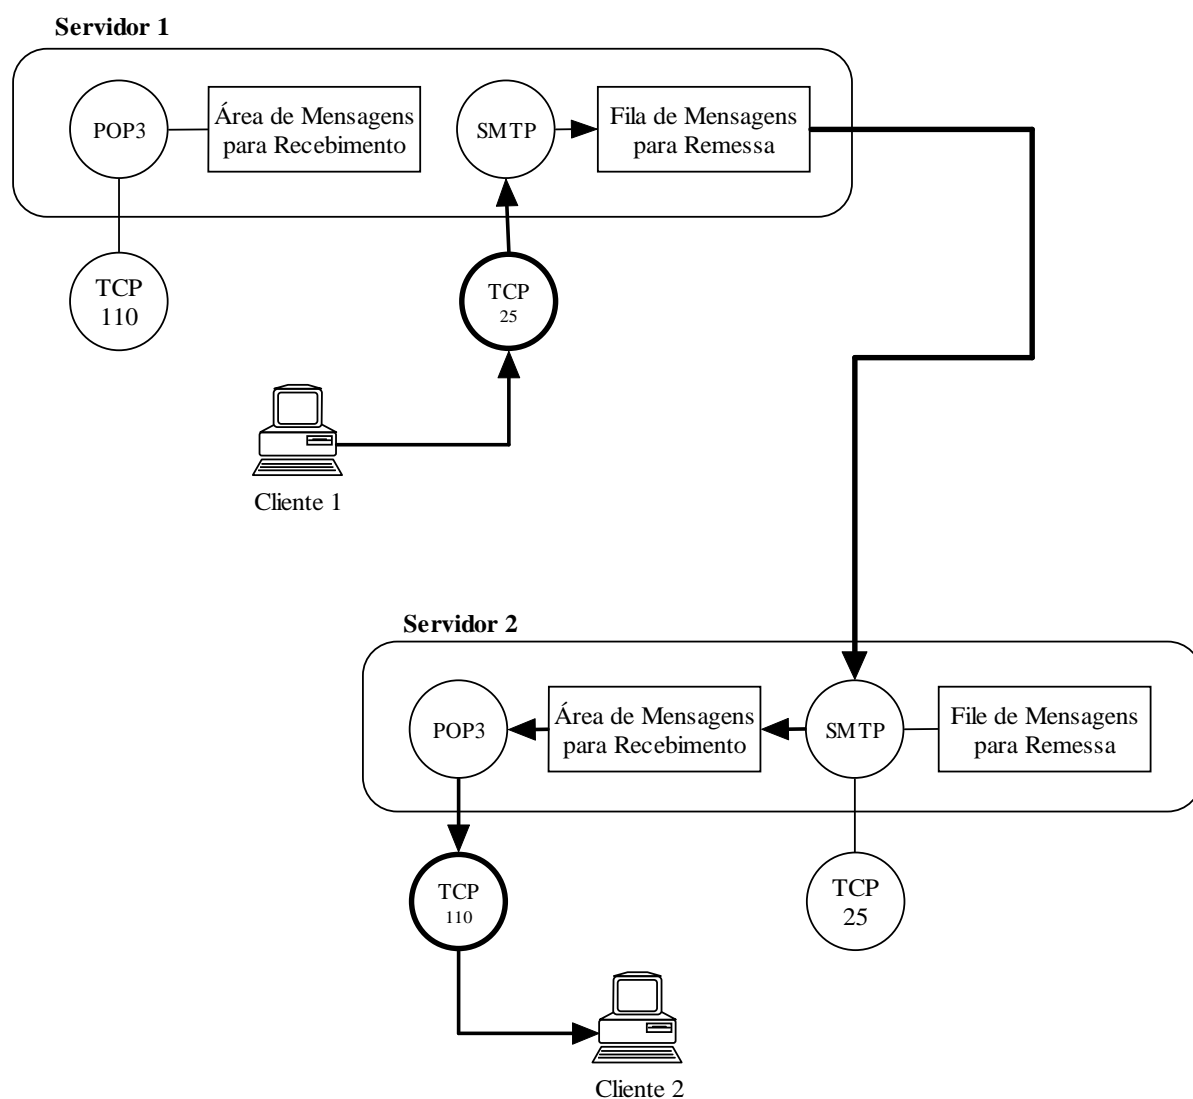 Servidor 1
POP3
Área de Mensagens
para Recebimento
SMTP
Fila de Mensagens
para Remessa
TCP
110
TCP
25
Cliente 1
Servidor 2
POP3
Área de Mensagens
para Recebimento
SMTP
File de Mensagens
para Remessa
TCP
110
TCP
25
Cliente 2